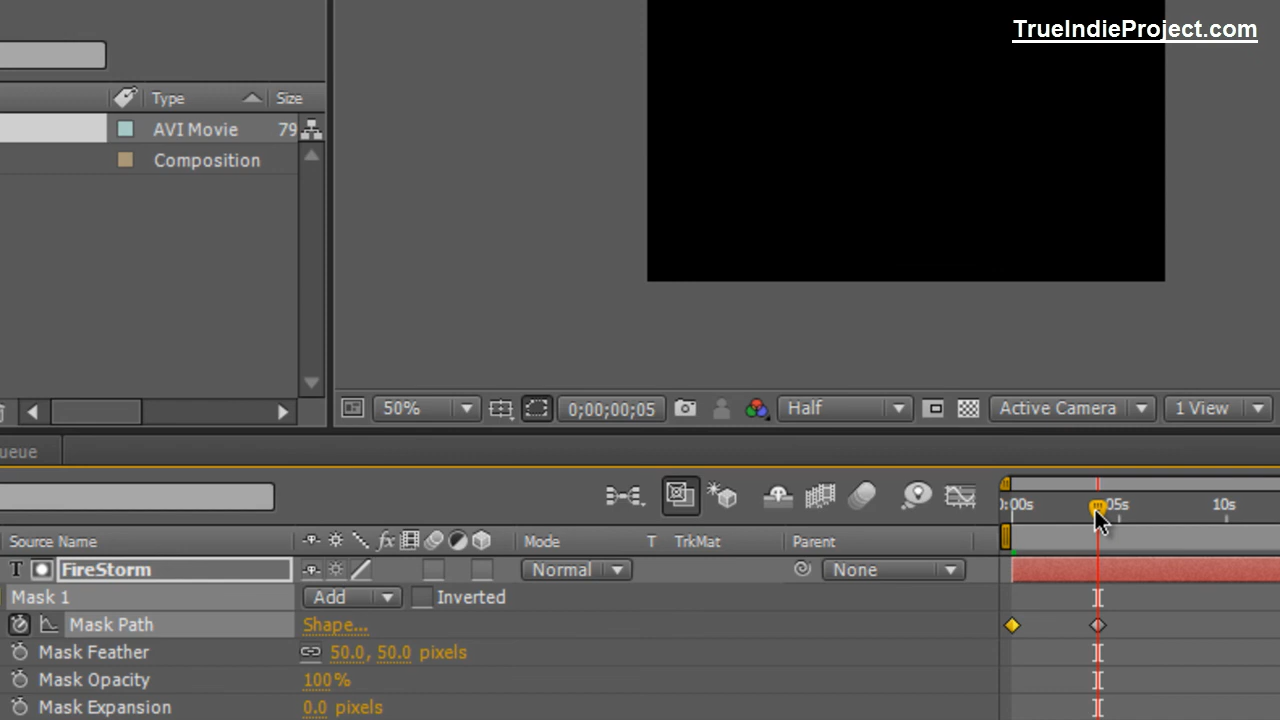 TrueIndieProject.com
Type Size
AVI Movie 79
Composition
50% 0;00;00;05 Half Active Camera 1 View
ueue
0:00s 05s 10s
Source Name fx Mode T TrkMat Parent
T FireStorm Normal None
Mask 1 Add Inverted
Mask Path Shape...
Mask Feather 50.0, 50.0 pixels
Mask Opacity 100%
Mask Expansion 0.0 pixels